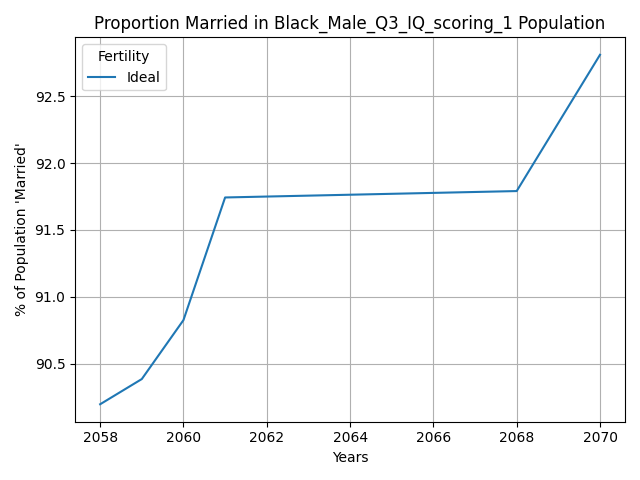 Proportion Married in Black_Male_Q3_IQ_scoring_1 Population
Fertility
Ideal
% of Population 'Married'
92.5
92.0
91.5
91.0
90.5
2058
2060
2062
2064
2066
2068
2070
Years